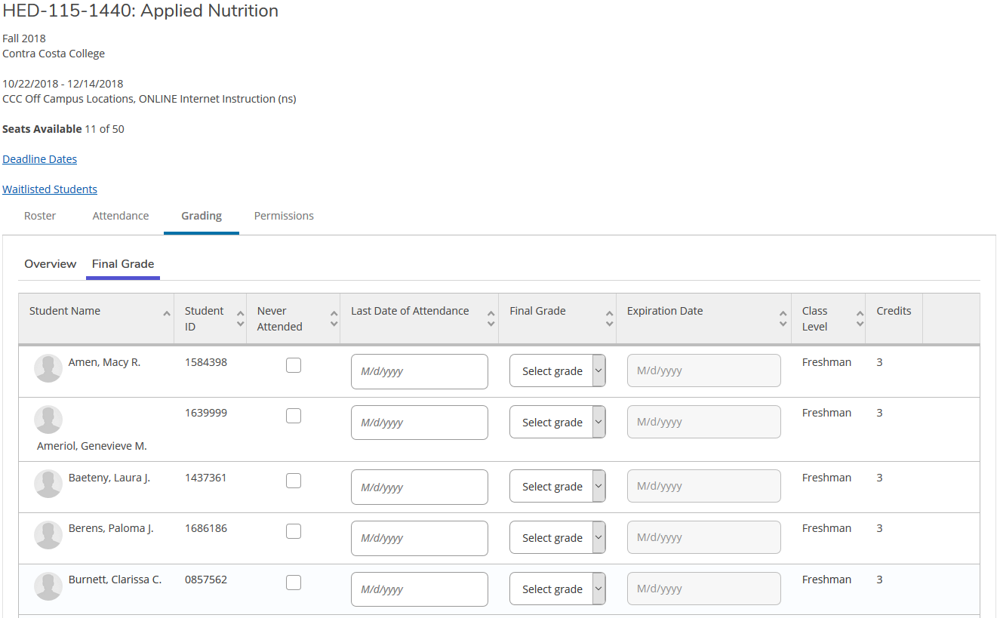 HED-115-1440: Applied Nutrition
Fall 2018
Contra Costa College
10/22/2018 - 12/14/2018
CCC Off Campus Locations, ONLINE Internet Instruction (ns)
Seats Available 11 of 50
Deadline Dates
Waitlisted Students
Roster Attendance Grading Permissions
Overview Final Grade
Student Name Student ID Never Attended Last Date of Attendance Final Grade Expiration Date Class Level Credits
Amen, Macy R. 1584398 M/d/yyyy Select grade M/d/yyyy Freshman 3
Ameriol, Genevieve M. 1639999 M/d/yyyy Select grade M/d/yyyy Freshman 3
Baeteny, Laura J. 1437361 M/d/yyyy Select grade M/d/yyyy Freshman 3
Berens, Paloma J. 1686186 M/d/yyyy Select grade M/d/yyyy Freshman 3
Burnett, Clarissa C. 0857562 M/d/yyyy Select grade M/d/yyyy Freshman 3